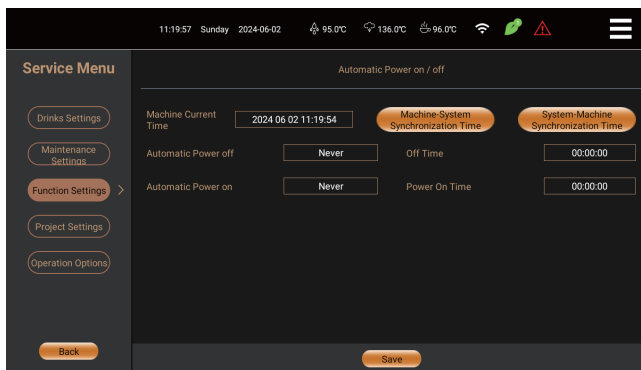 11:19:57 Sunday 2024-06-02 95.0℃ 136.0℃ 96.0℃
Service Menu
Automatic Power on / off
Drinks Settings
Maintenance
Settings
Function Settings
Project Settings
Operation Options
Back
Machine Current
Time
2024 06 02 11:19:54
Machine-System
Synchronization Time
System-Machine
Synchronization Time
Automatic Power off Never Off Time 00:00:00
Automatic Power on Never Power On Time 00:00:00
Save